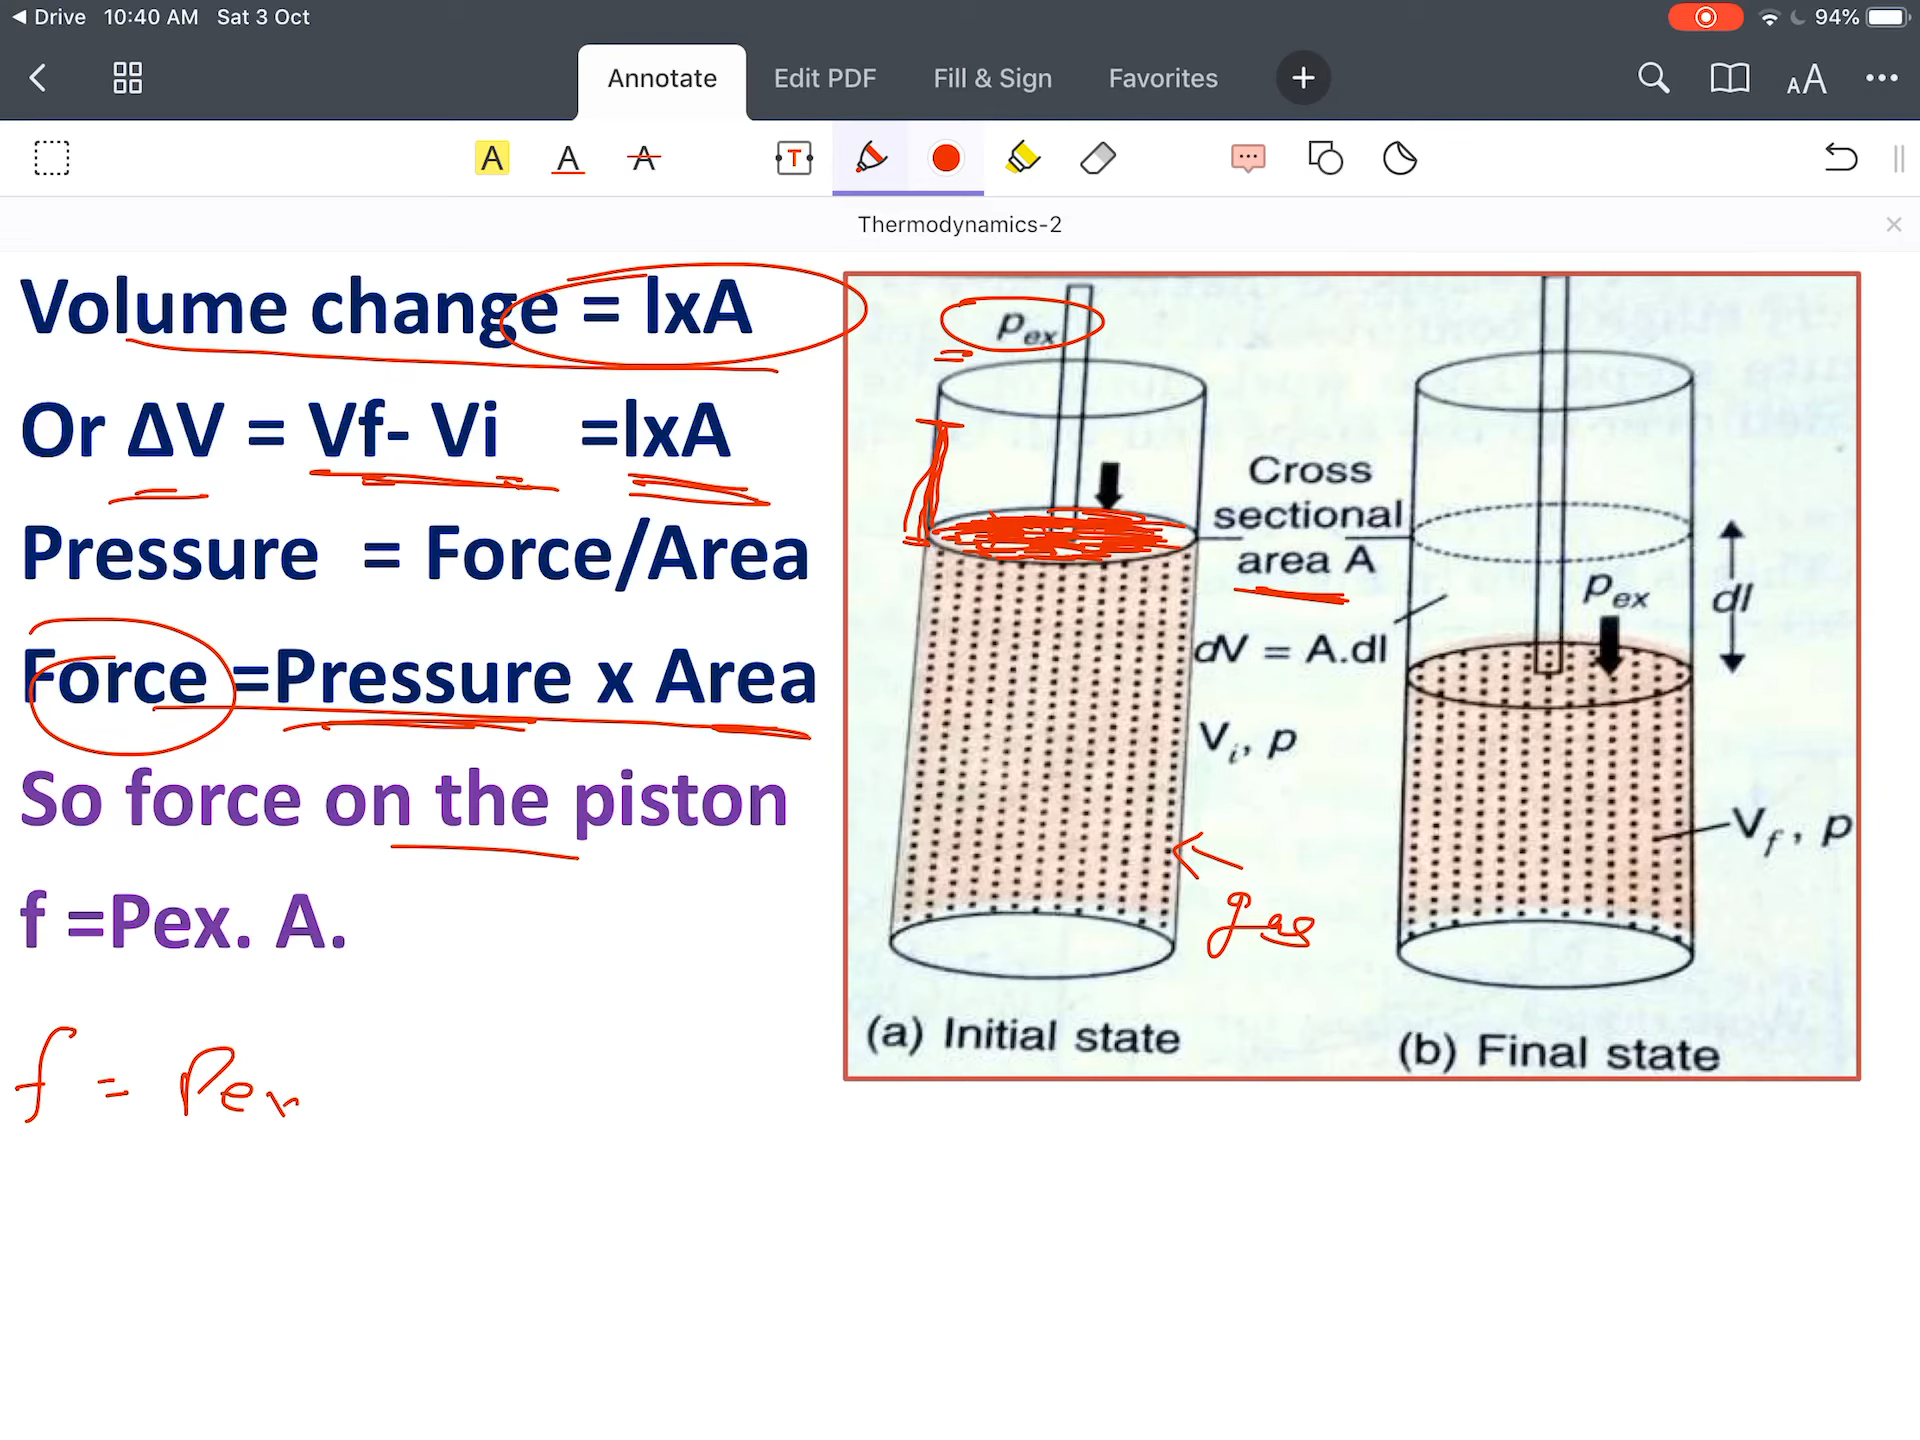 Drive 10:40 AM Sat 3 Oct 94%
Annotate Edit PDF Fill & Sign Favorites
Thermodynamics-2
Volume change = lxA
Or ΔV = Vf- Vi =lxA
Pressure = Force/Area
Force =Pressure x Area
So force on the piston
f =Pex. A.
f = Pex
Pex
Cross
sectional
area A
Pex
dl
dV = A.dl
Vi, p
Vf, p
gas
(a) Initial state
(b) Final state